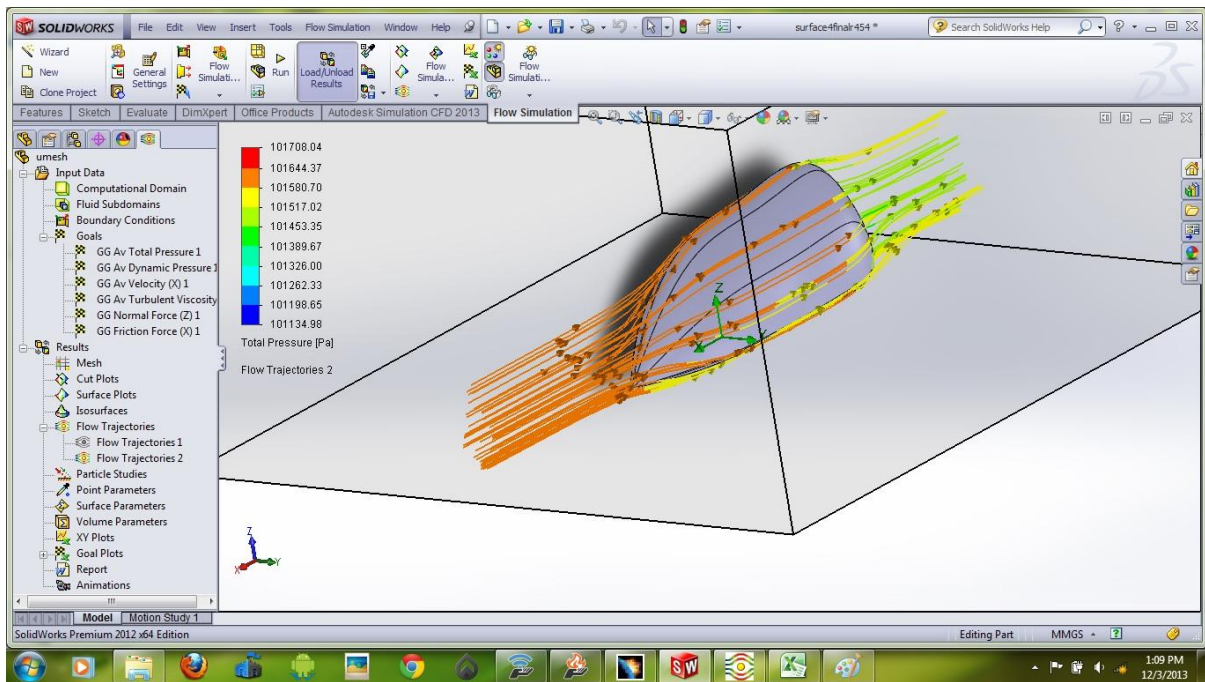 SOLIDWORKS File Edit View Insert Tools Flow Simulation Window Help surface4finalr454 * Search SolidWorks Help
Wizard
New
Clone Project
General Settings
Flow Simulati...
Run
Load/Unload Results
Flow Simula...
Flow Simulati...
Features Sketch Evaluate DimXpert Office Products Autodesk Simulation CFD 2013 Flow Simulation
umesh
Input Data
Computational Domain
Fluid Subdomains
Boundary Conditions
Goals
GG Av Total Pressure 1
GG Av Dynamic Pressure 1
GG Av Velocity (X) 1
GG Av Turbulent Viscosity
GG Normal Force (Z) 1
GG Friction Force (X) 1
Results
Mesh
Cut Plots
Surface Plots
Isosurfaces
Flow Trajectories
Flow Trajectories 1
Flow Trajectories 2
Particle Studies
Point Parameters
Surface Parameters
Volume Parameters
XY Plots
Goal Plots
Report
Animations
101708.04
101644.37
101580.70
101517.02
101453.35
101389.67
101326.00
101262.33
101198.65
101134.98
Total Pressure [Pa]
Flow Trajectories 2
Z
Z
Y
X
Model Motion Study 1
SolidWorks Premium 2012 x64 Edition Editing Part MMGS
SW
1:09 PM
12/3/2013